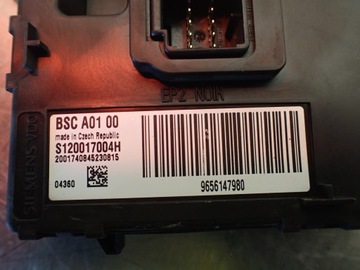 EP2 NOIR
SIEMENS VDO
BSC A01 00
made in Czech Republic
S120017004H
2001740845230815
04360
9656147980